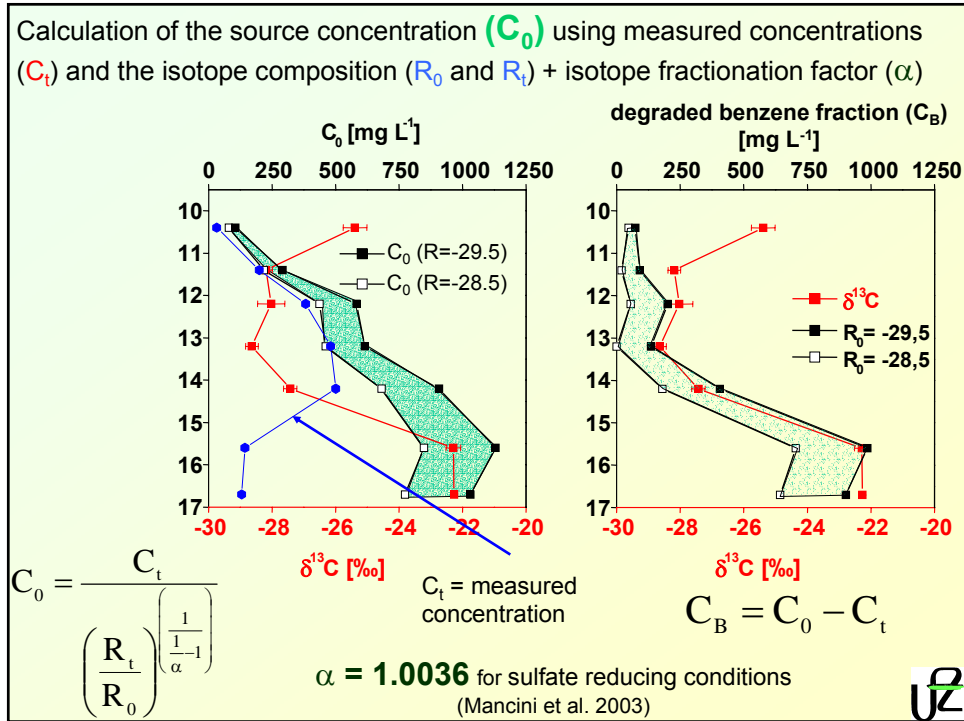 Calculation of the source concentration (C₀) using measured concentrations
(Cₜ) and the isotope composition (R₀ and Rₜ) + isotope fractionation factor (α)
C₀ [mg L⁻¹]
0 250 500 750 1000 1250
10
11
12
13
14
15
16
17
C₀ (R=-29.5)
C₀ (R=-28.5)
-30 -28 -26 -24 -22 -20
δ¹³C [‰]
degraded benzene fraction (C_B)
[mg L⁻¹]
0 250 500 750 1000 1250
10
11
12
13
14
15
16
17
δ¹³C
R₀= -29,5
R₀= -28,5
-30 -28 -26 -24 -22 -20
δ¹³C [‰]
C₀ = Cₜ / (Rₜ / R₀)^(1 / (1/α − 1))
Cₜ = measured
concentration
C_B = C₀ − Cₜ
α = 1.0036 for sulfate reducing conditions
(Mancini et al. 2003)
UFZ